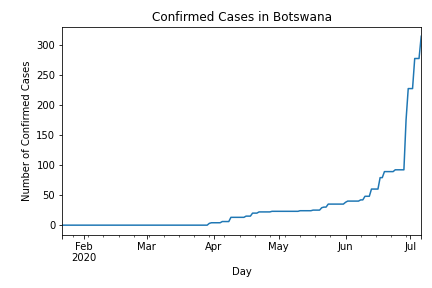 Confirmed Cases in Botswana
Number of Confirmed Cases
300
250
200
150
100
50
0
Feb
2020
Mar
Apr
May
Jun
Jul
Day